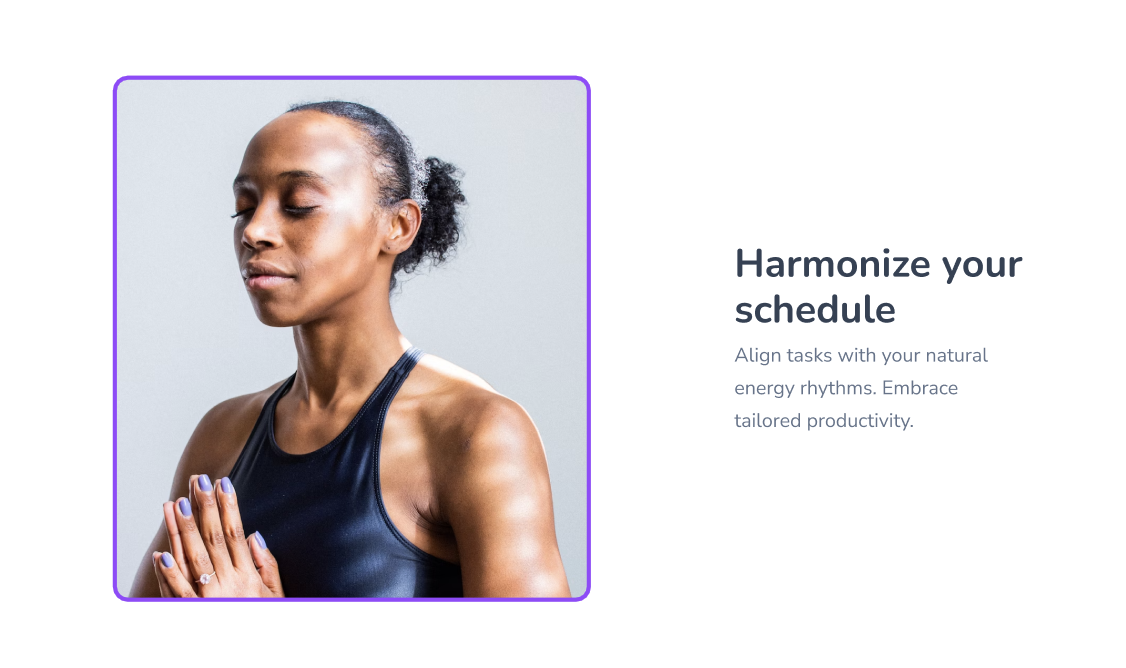 Harmonize your
schedule
Align tasks with your natural
energy rhythms. Embrace
tailored productivity.